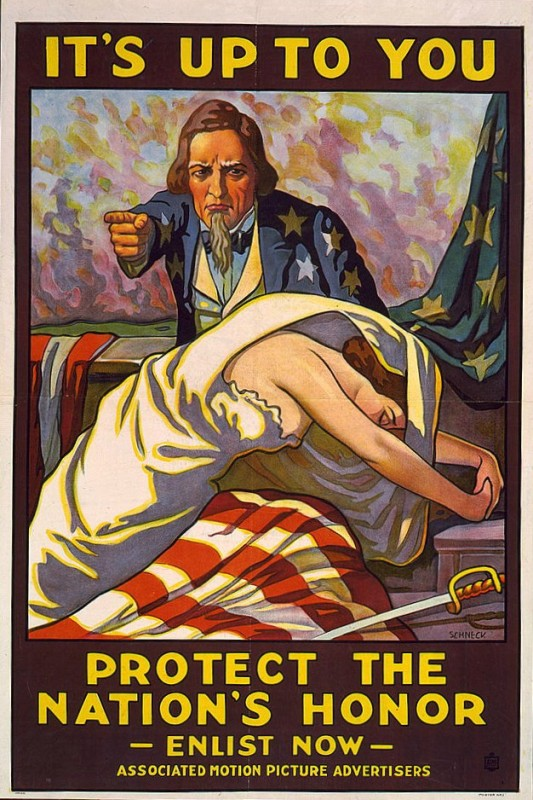 IT'S UP TO YOU
SCHNECK
PROTECT THE
NATION'S HONOR
— ENLIST NOW —
ASSOCIATED MOTION PICTURE ADVERTISERS